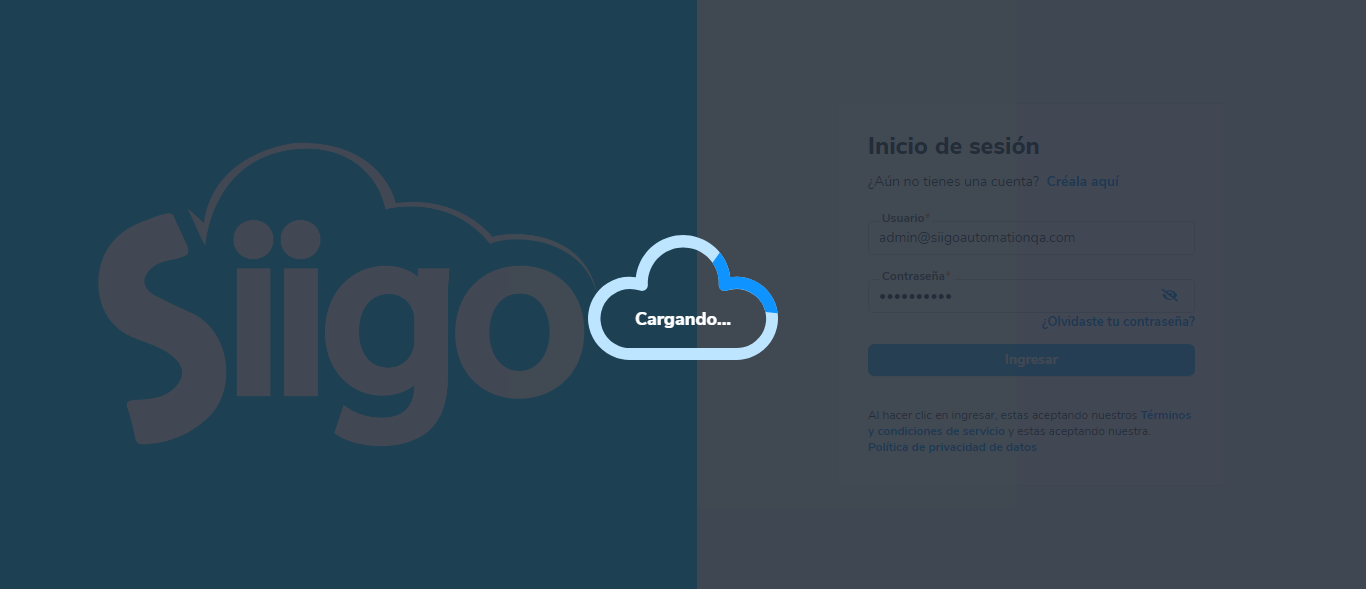 Siigo
Cargando...
Inicio de sesión
¿Aún no tienes una cuenta? Créala aquí
Usuario*
admin@siigoautomationqa.com
Contraseña*
••••••••••
¿Olvidaste tu contraseña?
Ingresar
Al hacer clic en ingresar, estas aceptando nuestros Términos
y condiciones de servicio y estas aceptando nuestra
Política de privacidad de datos